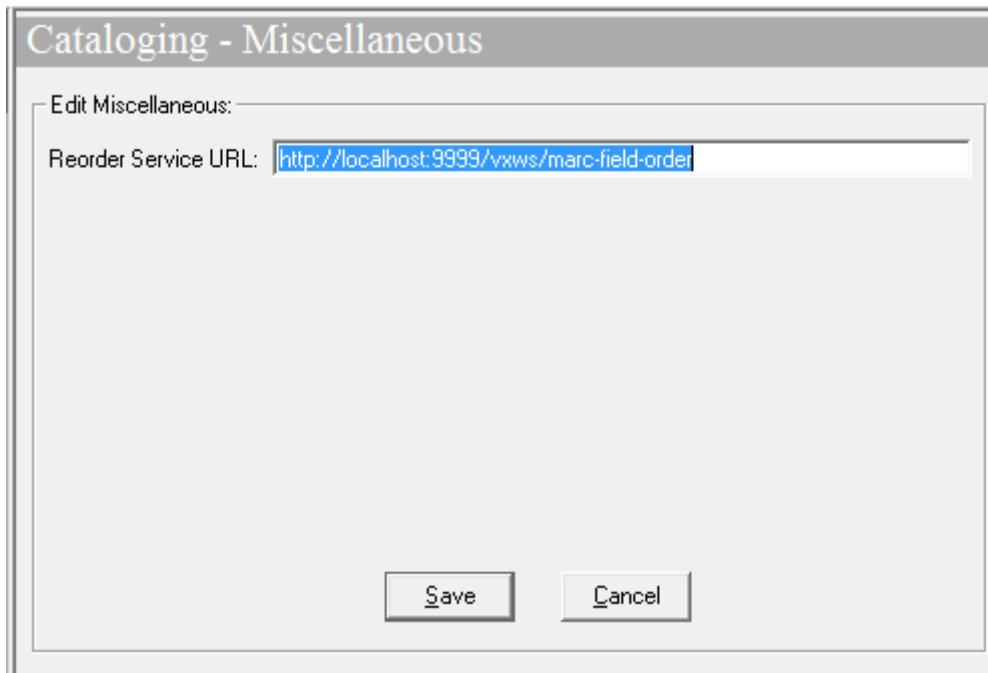 Cataloging - Miscellaneous
Edit Miscellaneous:
Reorder Service URL: http://localhost:9999/vxws/marc-field-order
Save Cancel